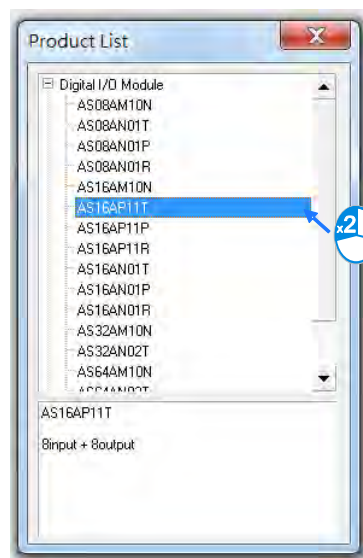 Product List
Digital I/O Module
AS08AM10N
AS08AN01T
AS08AN01P
AS08AN01R
AS16AM10N
AS16AP11T
x2
AS16AP11P
AS16AP11R
AS16AN01T
AS16AN01P
AS16AN01R
AS32AM10N
AS32AN02T
AS64AM10N
AS64AN02T
AS16AP11T
8input + 8output